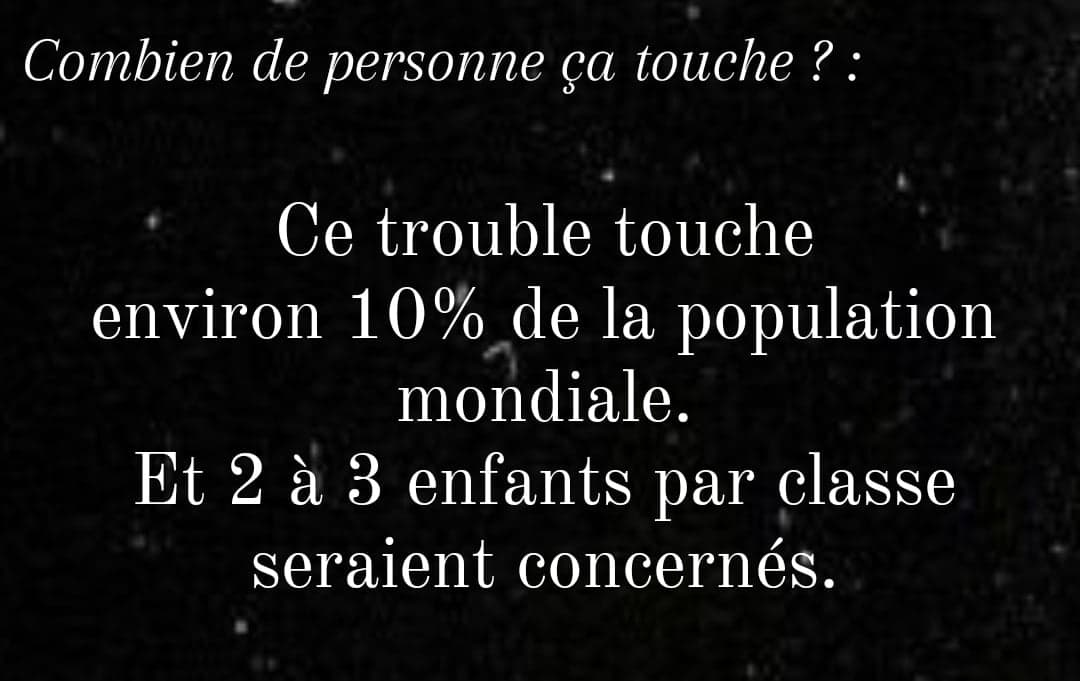 Combien de personne ça touche ? :
Ce trouble touche
environ 10% de la population
mondiale.
Et 2 à 3 enfants par classe
seraient concernés.